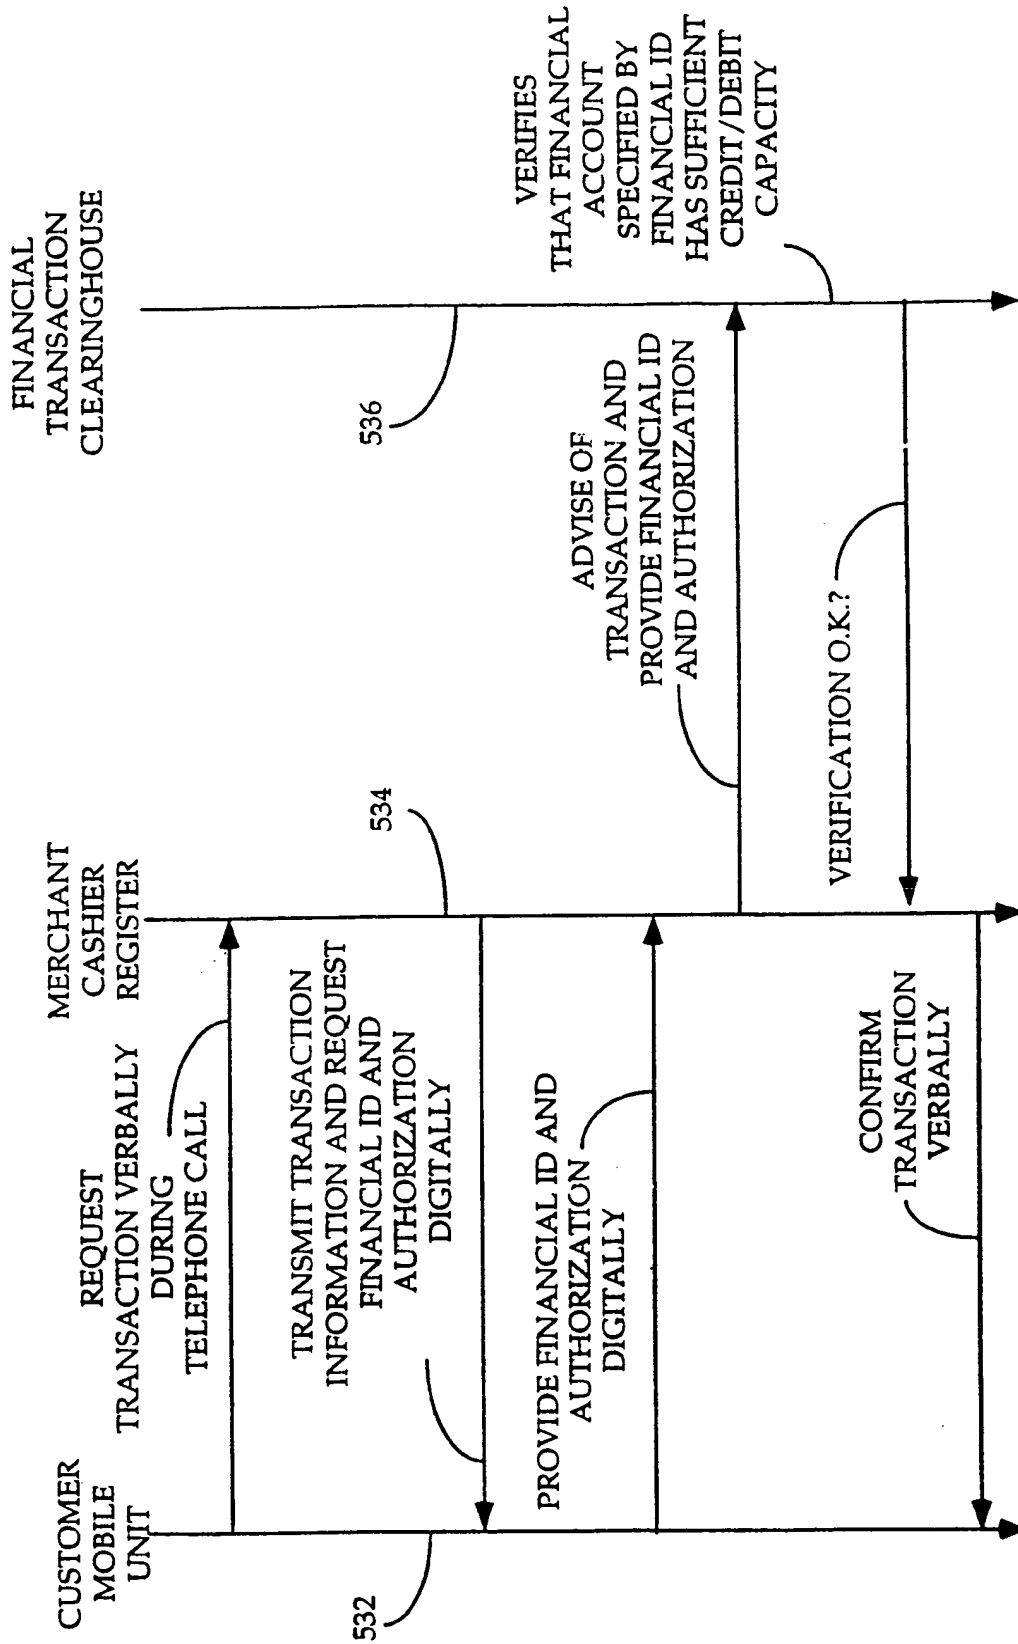 CUSTOMER
MOBILE
UNIT
MERCHANT
CASHIER
REGISTER
FINANCIAL
TRANSACTION
CLEARINGHOUSE
REQUEST
TRANSACTION VERBALLY
DURING
TELEPHONE CALL
532
534
536
TRANSMIT TRANSACTION
INFORMATION AND REQUEST
FINANCIAL ID AND
AUTHORIZATION
DIGITALLY
PROVIDE FINANCIAL ID AND
AUTHORIZATION
DIGITALLY
ADVISE OF
TRANSACTION AND
PROVIDE FINANCIAL ID
AND AUTHORIZATION
VERIFIES
THAT FINANCIAL
ACCOUNT
SPECIFIED BY
FINANCIAL ID
HAS SUFFICIENT
CREDIT/DEBIT
CAPACITY
VERIFICATION O.K.?
CONFIRM
TRANSACTION
VERBALLY